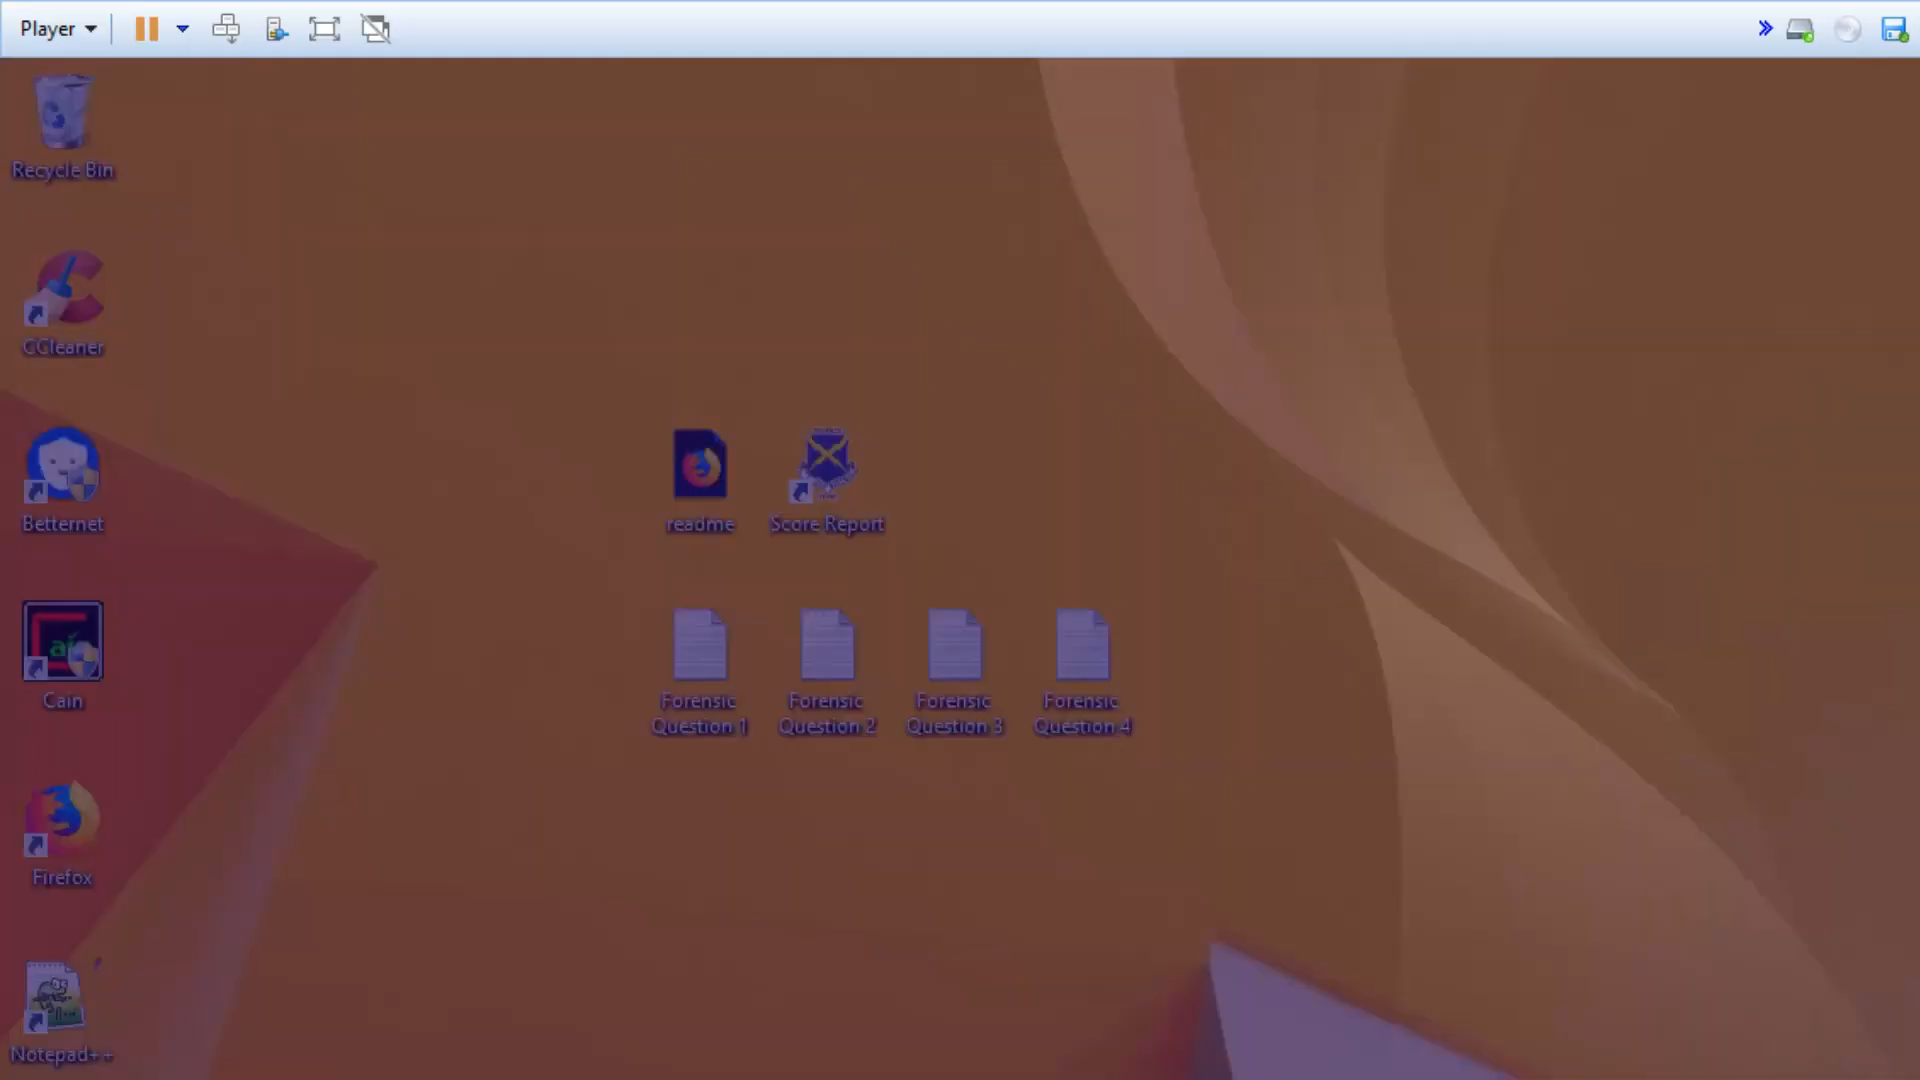 Player
Recycle Bin
CCleaner
Betternet
readme
Score Report
Cain
Forensic
Question 1
Forensic
Question 2
Forensic
Question 3
Forensic
Question 4
Firefox
Notepad++